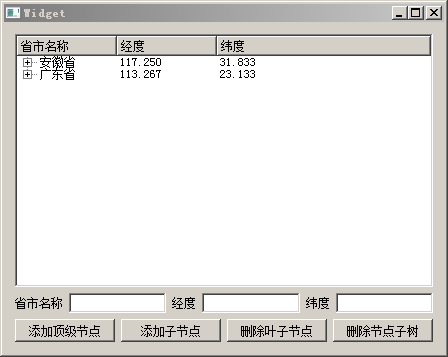 Widget
省市名称 经度 纬度
安徽省 117.250 31.833
广东省 113.267 23.133
省市名称 经度 纬度
添加顶级节点 添加子节点 删除叶子节点 删除节点子树